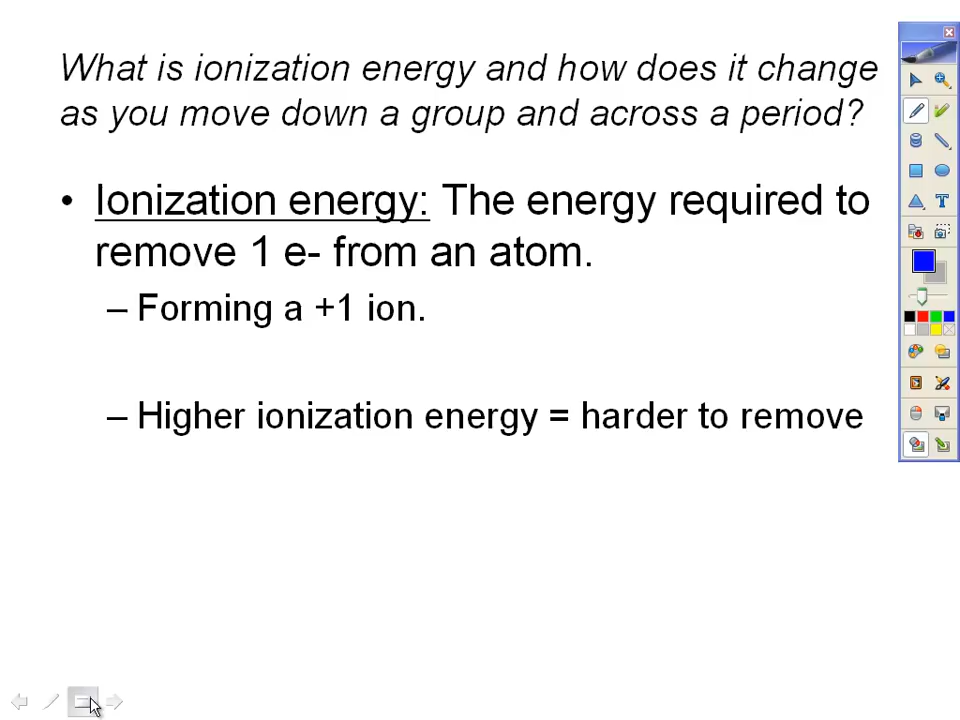 What is ionization energy and how does it change
as you move down a group and across a period?
• Ionization energy: The energy required to
remove 1 e- from an atom.
– Forming a +1 ion.
– Higher ionization energy = harder to remove